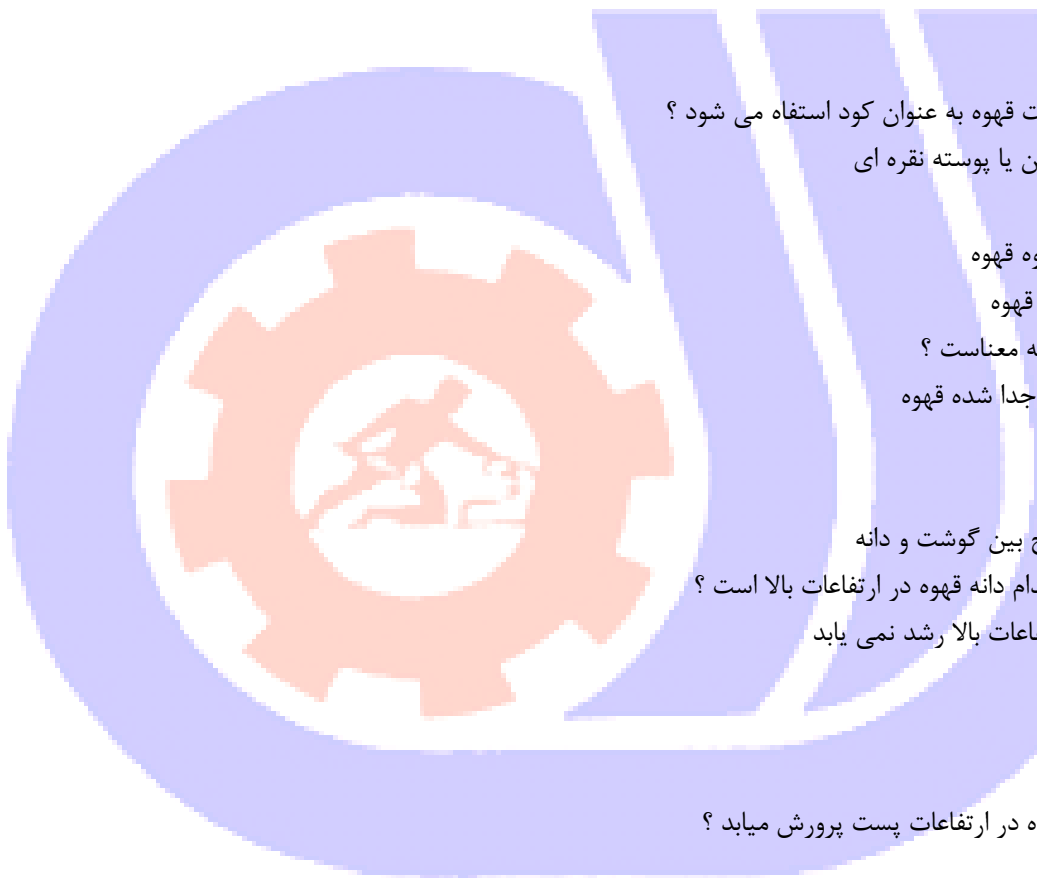 ت قهوه به عنوان کود استفاه می شود ؟
ن یا پوسته نقره ای
وه قهوه
قهوه
ه معناست ؟
جدا شده قهوه
ج بین گوشت و دانه
دام دانه قهوه در ارتفاعات بالا است ؟
اعات بالا رشد نمی یابد
ه در ارتفاعات پست پرورش میابد ؟